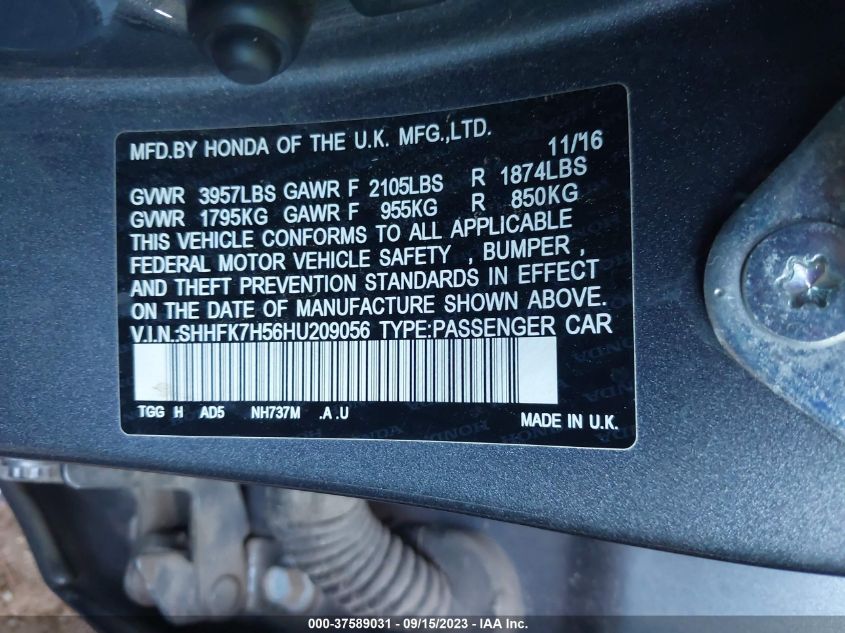 MFD.BY HONDA OF THE U.K. MFG.,LTD. 11/'16
GVWR 3957LBS GAWR F 2105LBS R 1874LBS
GVWR 1795KG GAWR F 955KG R 850KG
THIS VEHICLE CONFORMS TO ALL APPLICABLE
FEDERAL MOTOR VEHICLE SAFETY , BUMPER ,
AND THEFT PREVENTION STANDARDS IN EFFECT
ON THE DATE OF MANUFACTURE SHOWN ABOVE.
V.I.N.:SHHFK7H56HU209056 TYPE:PASSENGER CAR
TGG H AD5 NH737M .A .U
MADE IN U.K.
000-37589031 - 09/15/2023 - IAA Inc.